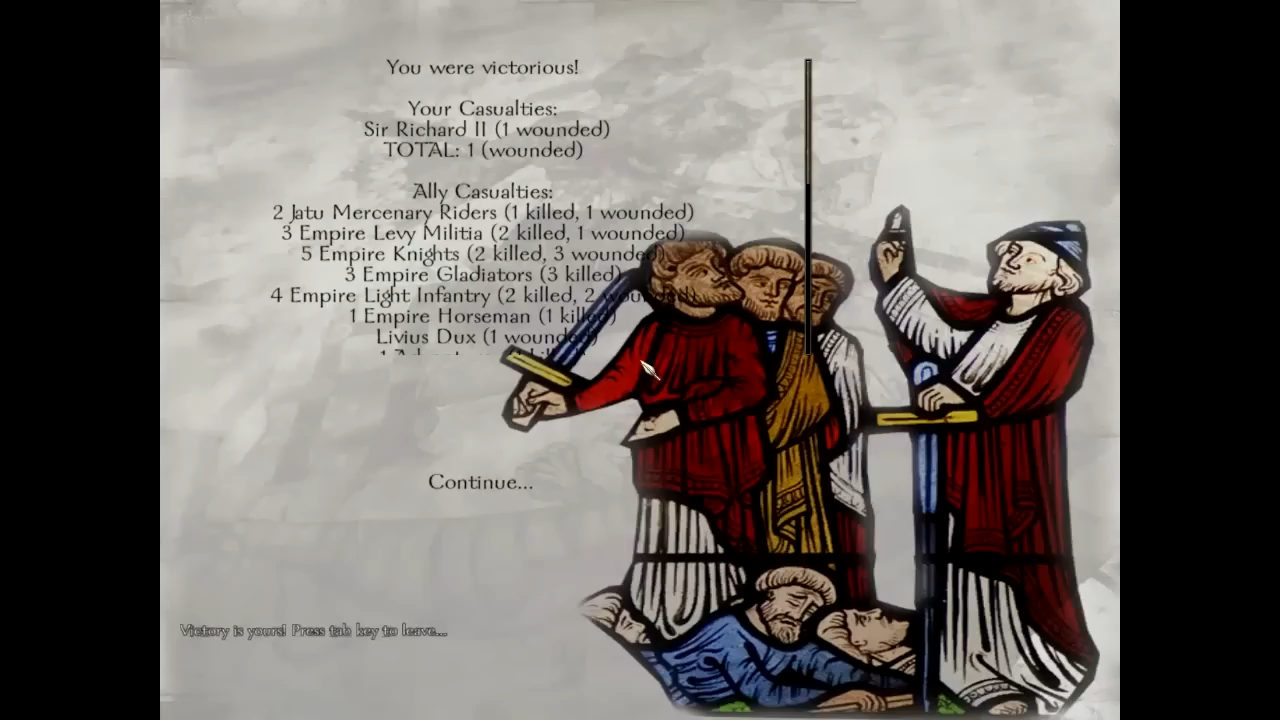 You were victorious!
Your Casualties:
Sir Richard II (1 wounded)
TOTAL: 1 (wounded)
Ally Casualties:
2 Jatu Mercenary Riders (1 killed, 1 wounded)
3 Empire Levy Militia (2 killed, 1 wounded)
5 Empire Knights (2 killed, 3 wounded)
3 Empire Gladiators (3 killed)
4 Empire Light Infantry (2 killed, 2 wounded)
1 Empire Horseman (1 killed)
Livius Dux (1 wounded)
Continue...
Victory is yours! Press tab key to leave...